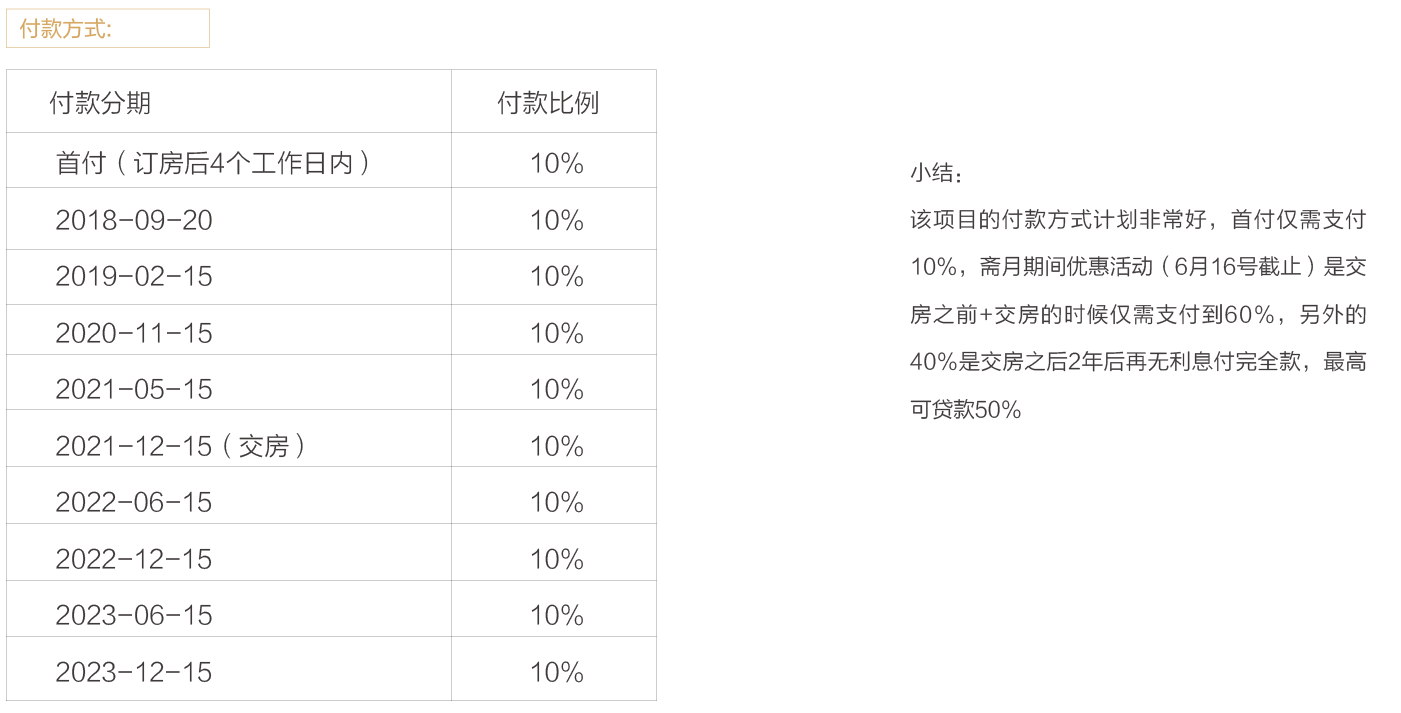 付款方式:
付款分期 付款比例
首付（订房后4个工作日内） 10%
2018-09-20 10%
2019-02-15 10%
2020-11-15 10%
2021-05-15 10%
2021-12-15（交房） 10%
2022-06-15 10%
2022-12-15 10%
2023-06-15 10%
2023-12-15 10%
小结：
该项目的付款方式计划非常好，首付仅需支付
10%，斋月期间优惠活动（6月16号截止）是交
房之前+交房的时候仅需支付到60%，另外的
40%是交房之后2年后再无利息付完全款，最高
可贷款50%